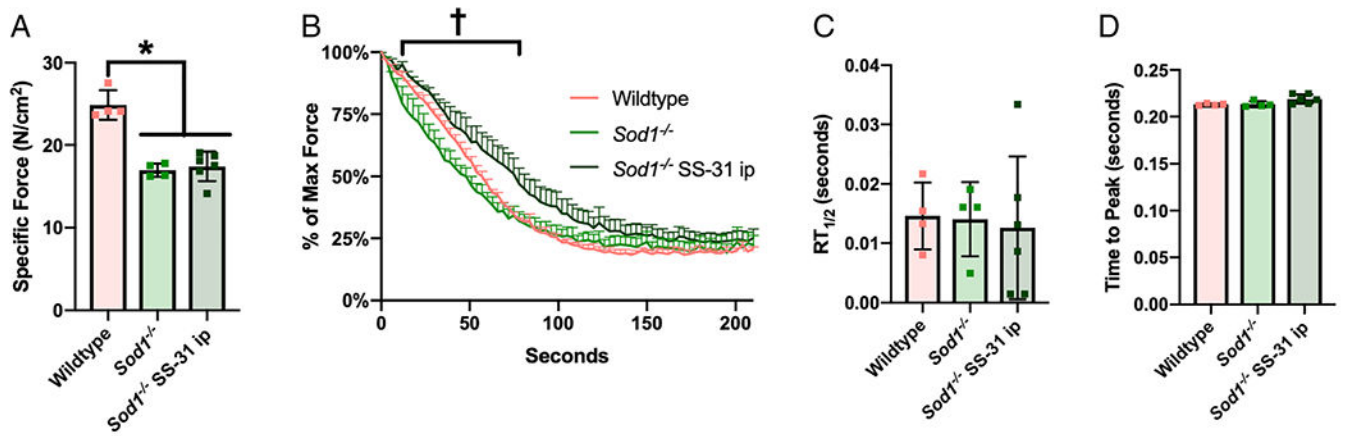 A
Specific Force (N/cm²)
30
20
10
0
*
Wildtype
Sod1⁻/⁻
Sod1⁻/⁻ SS-31 ip
B
% of Max Force
100%
75%
50%
25%
0%
†
Wildtype
Sod1⁻/⁻
Sod1⁻/⁻ SS-31 ip
0
50
100
150
200
Seconds
C
RT1/2 (seconds)
0.04
0.03
0.02
0.01
0.00
Wildtype
Sod1⁻/⁻
Sod1⁻/⁻ SS-31 ip
D
Time to Peak (seconds)
0.25
0.20
0.15
0.10
0.05
0.00
Wildtype
Sod1⁻/⁻
Sod1⁻/⁻ SS-31 ip